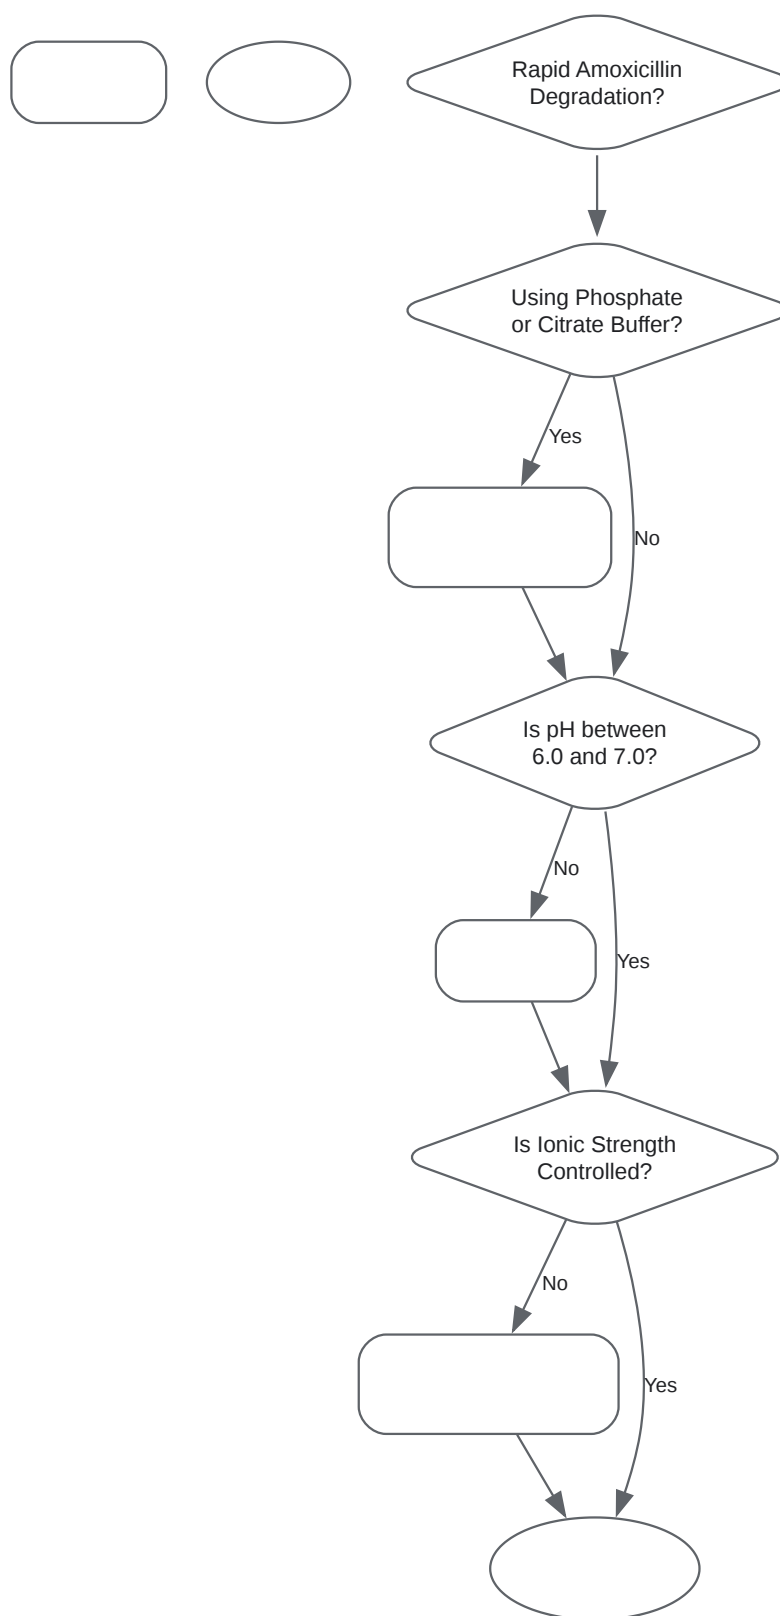 Rapid Amoxicillin
Degradation?
Using Phosphate
or Citrate Buffer?
Yes
No
Is pH between
6.0 and 7.0?
No
Yes
Is Ionic Strength
Controlled?
No
Yes